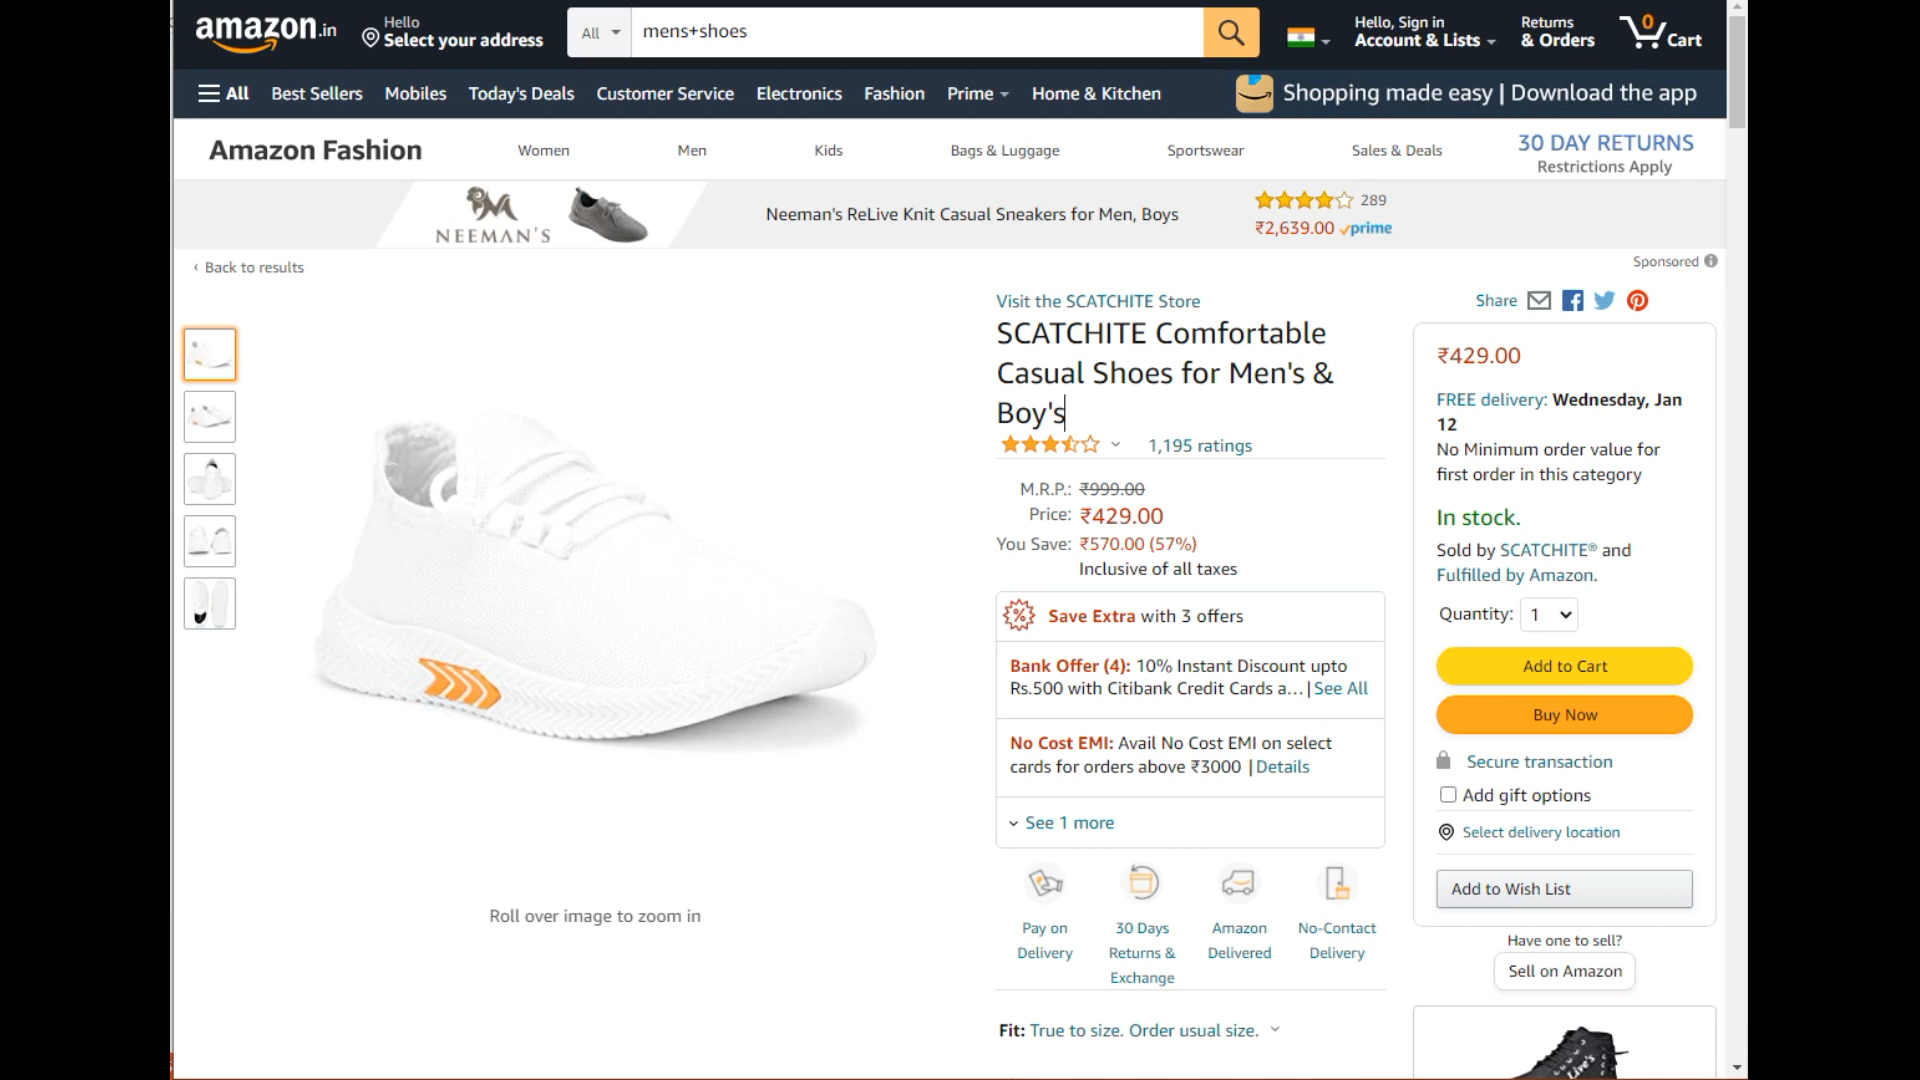 amazon.in
Hello
Select your address
All
mens+shoes
Hello, Sign in
Account & Lists
Returns
& Orders
0
Cart
All
Best Sellers
Mobiles
Today's Deals
Customer Service
Electronics
Fashion
Prime
Home & Kitchen
Shopping made easy | Download the app
Amazon Fashion
Women
Men
Kids
Bags & Luggage
Sportswear
Sales & Deals
30 DAY RETURNS
Restrictions Apply
NEEMAN'S
Neeman's ReLive Knit Casual Sneakers for Men, Boys
289
₹2,639.00 prime
‹ Back to results
Sponsored
Visit the SCATCHITE Store
SCATCHITE Comfortable
Casual Shoes for Men's &
Boy's
1,195 ratings
M.R.P.: ₹999.00
Price: ₹429.00
You Save: ₹570.00 (57%)
Inclusive of all taxes
Save Extra with 3 offers
Bank Offer (4): 10% Instant Discount upto
Rs.500 with Citibank Credit Cards a... | See All
No Cost EMI: Avail No Cost EMI on select
cards for orders above ₹3000 | Details
See 1 more
Pay on
Delivery
30 Days
Returns &
Exchange
Amazon
Delivered
No-Contact
Delivery
Fit: True to size. Order usual size.
Roll over image to zoom in
Share
₹429.00
FREE delivery: Wednesday, Jan
12
No Minimum order value for
first order in this category
In stock.
Sold by SCATCHITE® and
Fulfilled by Amazon.
Quantity: 1
Add to Cart
Buy Now
Secure transaction
Add gift options
Select delivery location
Add to Wish List
Have one to sell?
Sell on Amazon